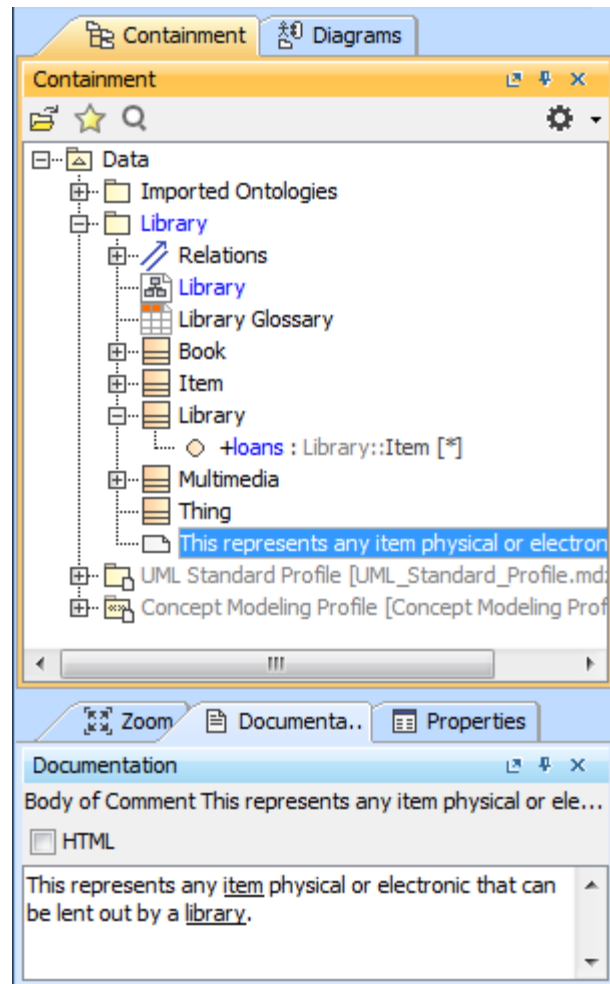 Containment Diagrams
Containment
Data
Imported Ontologies
Library
Relations
Library
Library Glossary
Book
Item
Library
+loans : Library::Item [*]
Multimedia
Thing
This represents any item physical or electron
UML Standard Profile [UML_Standard_Profile.md
Concept Modeling Profile [Concept Modeling Prof
Zoom Documenta.. Properties
Documentation
Body of Comment This represents any item physical or ele...
HTML
This represents any item physical or electronic that can
be lent out by a library.